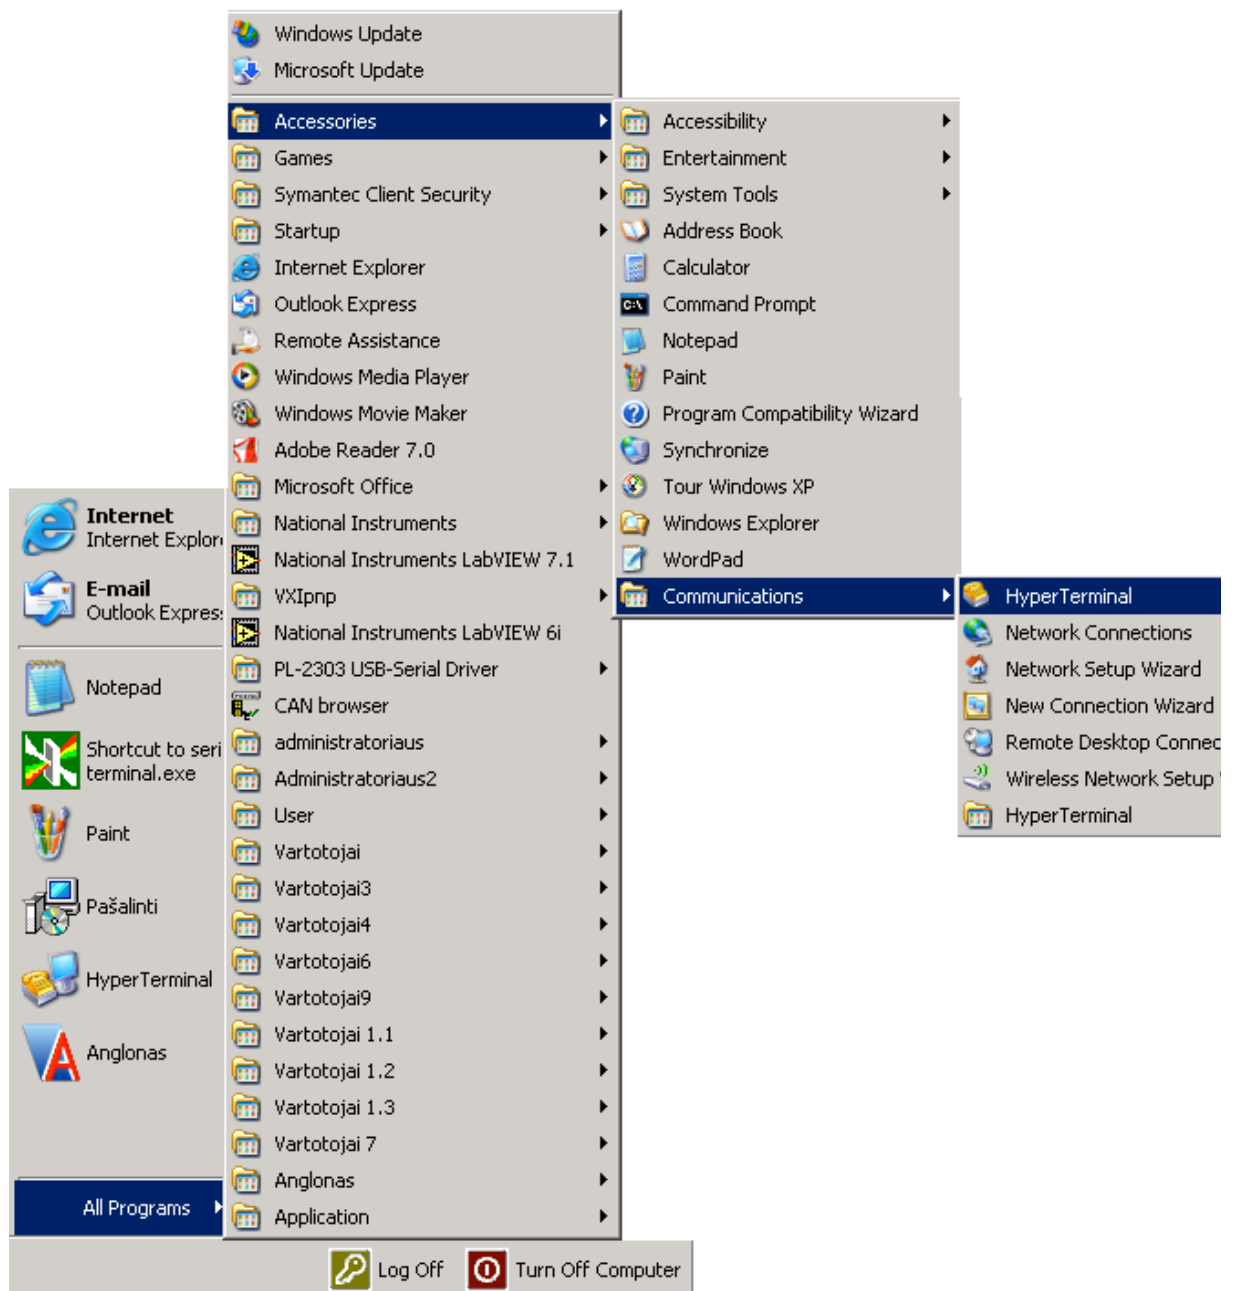 Windows Update
Microsoft Update
Accessories
Games
Symantec Client Security
Startup
Internet Explorer
Outlook Express
Remote Assistance
Windows Media Player
Windows Movie Maker
Adobe Reader 7.0
Microsoft Office
National Instruments
National Instruments LabVIEW 7.1
VXIpnp
National Instruments LabVIEW 6i
PL-2303 USB-Serial Driver
CAN browser
administratoriaus
Administratoriaus2
User
Vartotojai
Vartotojai3
Vartotojai4
Vartotojai6
Vartotojai9
Vartotojai 1.1
Vartotojai 1.2
Vartotojai 1.3
Vartotojai 7
Anglonas
Application
Accessibility
Entertainment
System Tools
Address Book
Calculator
C:\
Command Prompt
Notepad
Paint
Program Compatibility Wizard
Synchronize
Tour Windows XP
Windows Explorer
WordPad
Communications
HyperTerminal
Network Connections
Network Setup Wizard
New Connection Wizard
Remote Desktop Connec
Wireless Network Setup
HyperTerminal
Internet
Internet Explor
E-mail
Outlook Expres
Notepad
Shortcut to seri
terminal.exe
Paint
Pašalinti
HyperTerminal
Anglonas
All Programs
Log Off
Turn Off Computer